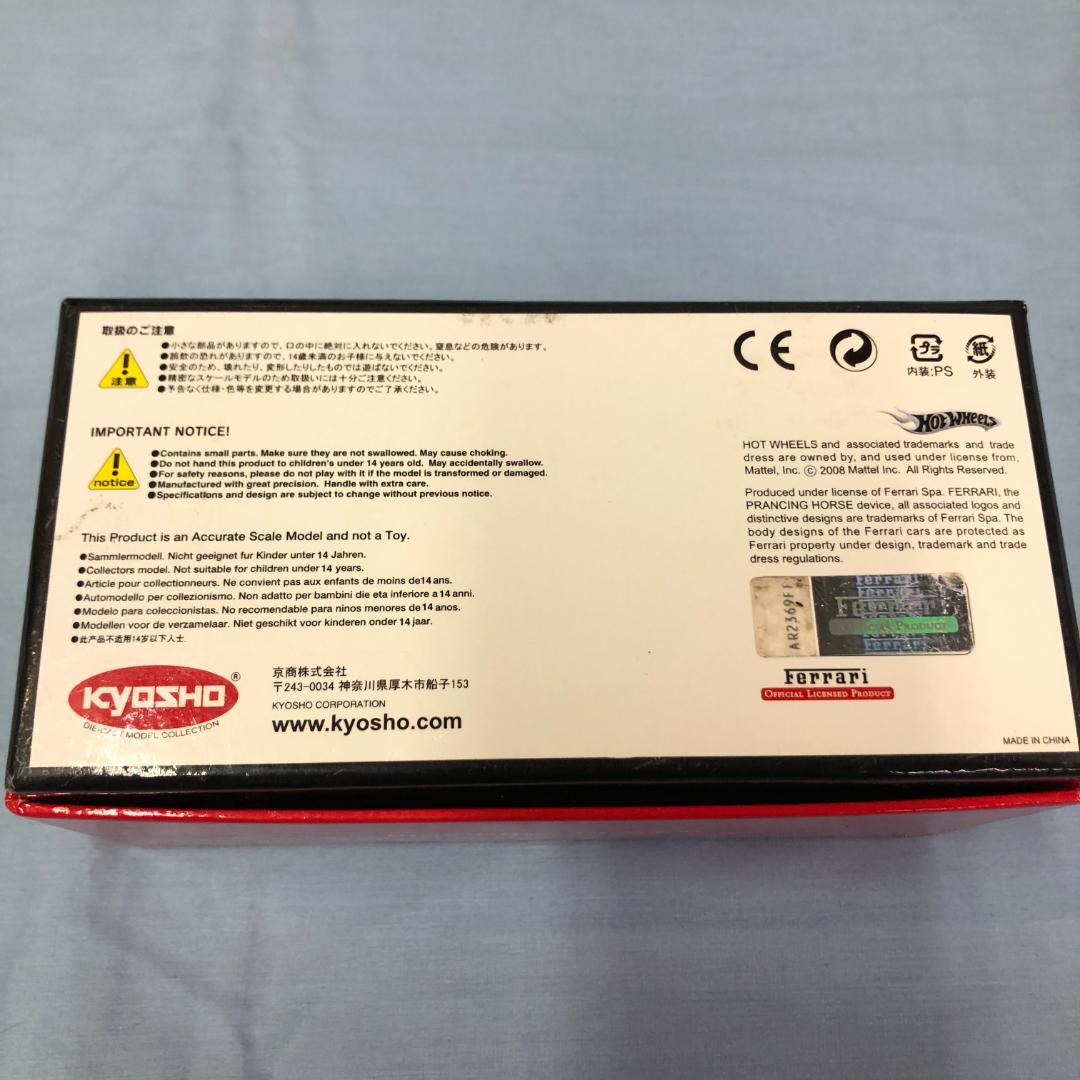 取扱のご注意
注意
●小さな部品がありますので、口の中に絶対に入れないでください。窒息などの危険があります。
●誤飲の恐れがありますので、14歳未満のお子様に与えないでください。
●安全のため、壊れたり、変形したりしたものでは遊ばないでください。
●精密なスケールモデルのため取扱いには十分ご注意ください。
●予告なく仕様・色等を変更する場合がありますのでご了承ください。
IMPORTANT NOTICE!
notice
●Contains small parts. Make sure they are not swallowed. May cause choking.
●Do not hand this product to children's under 14 years old. May accidentally swallow.
●For safety reasons, please do not play with it if the model is transformed or damaged.
●Manufactured with great precision. Handle with extra care.
●Specifications and design are subject to change without previous notice.
This Product is an Accurate Scale Model and not a Toy.
●Sammlermodell. Nicht geeignet fur Kinder unter 14 Jahren.
●Collectors model. Not suitable for children under 14 years.
●Article pour collectionneurs. Ne convient pas aux enfants de moins de14 ans.
●Automodello per collezionismo. Non adatto per bambini die eta inferiore a 14 anni.
●Modelo para coleccionistas. No recomendable para ninos menores de 14 anos.
●Modellen voor de verzamelaar. Niet geschikt voor kinderen onder 14 jaar.
●此产品不适用14岁以下人士.
KYOSHO®
DIE-CAST MODEL COLLECTION
京商株式会社
〒243-0034 神奈川県厚木市船子153
KYOSHO CORPORATION
www.kyosho.com
CE
プラ
内装:PS
紙
外装
HOT WHEELS
HOT WHEELS and associated trademarks and trade
dress are owned by, and used under license from,
Mattel, Inc. ⓒ 2008 Mattel Inc. All Rights Reserved.
Produced under license of Ferrari Spa. FERRARI, the
PRANCING HORSE device, all associated logos and
distinctive designs are trademarks of Ferrari Spa. The
body designs of the Ferrari cars are protected as
Ferrari property under design, trademark and trade
dress regulations.
AR2369FF
Ferrari
Ferrari
Ferrari
PRODUCT
Ferrari
Ferrari
Ferrari
OFFICIAL LICENSED PRODUCT
MADE IN CHINA